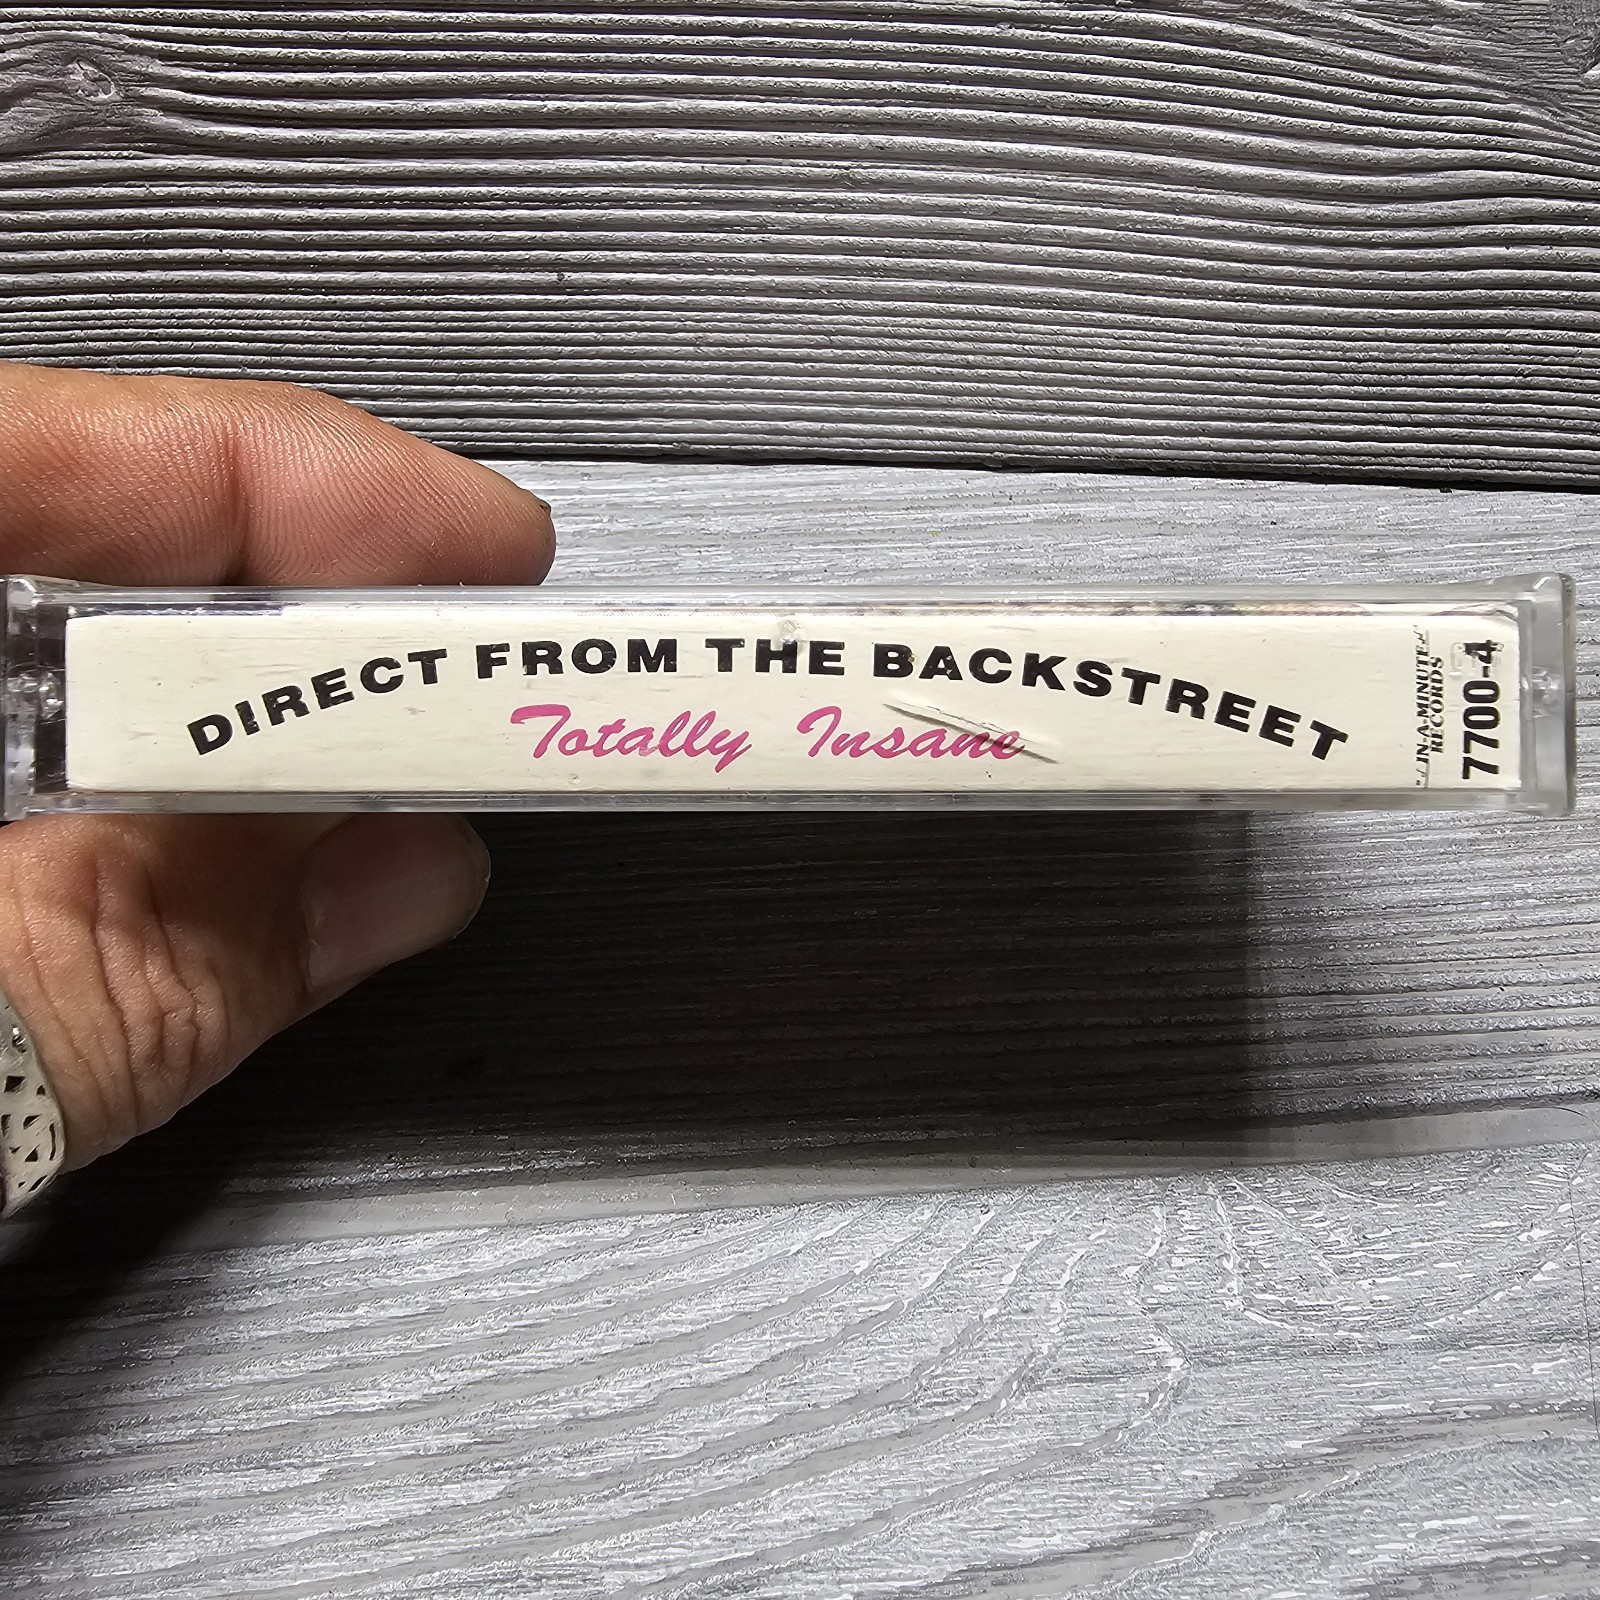 DIRECT FROM THE BACKSTREET
Totally Insane
IN-A-MINUTE
RECORDS
7700-4